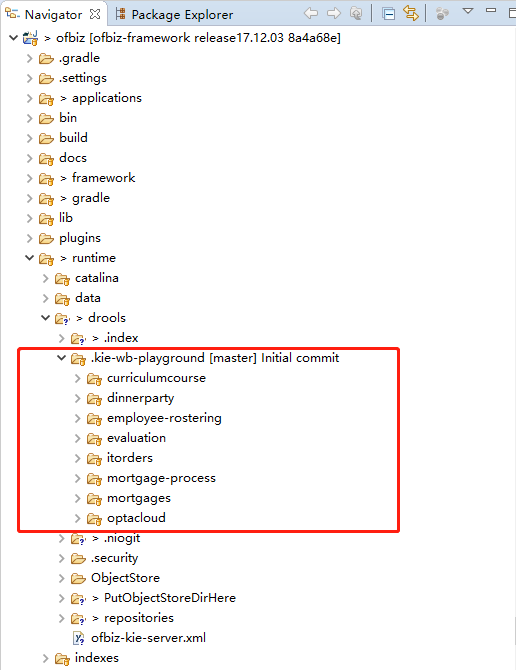 Navigator Package Explorer
> ofbiz [ofbiz-framework release17.12.03 8a4a68e]
.gradle
.settings
> applications
bin
build
docs
> framework
> gradle
lib
plugins
> runtime
catalina
data
> drools
> .index
.kie-wb-playground [master] Initial commit
curriculumcourse
dinnerparty
employee-rostering
evaluation
itorders
mortgage-process
mortgages
optacloud
> .niogit
.security
ObjectStore
> PutObjectStoreDirHere
> repositories
ofbiz-kie-server.xml
indexes